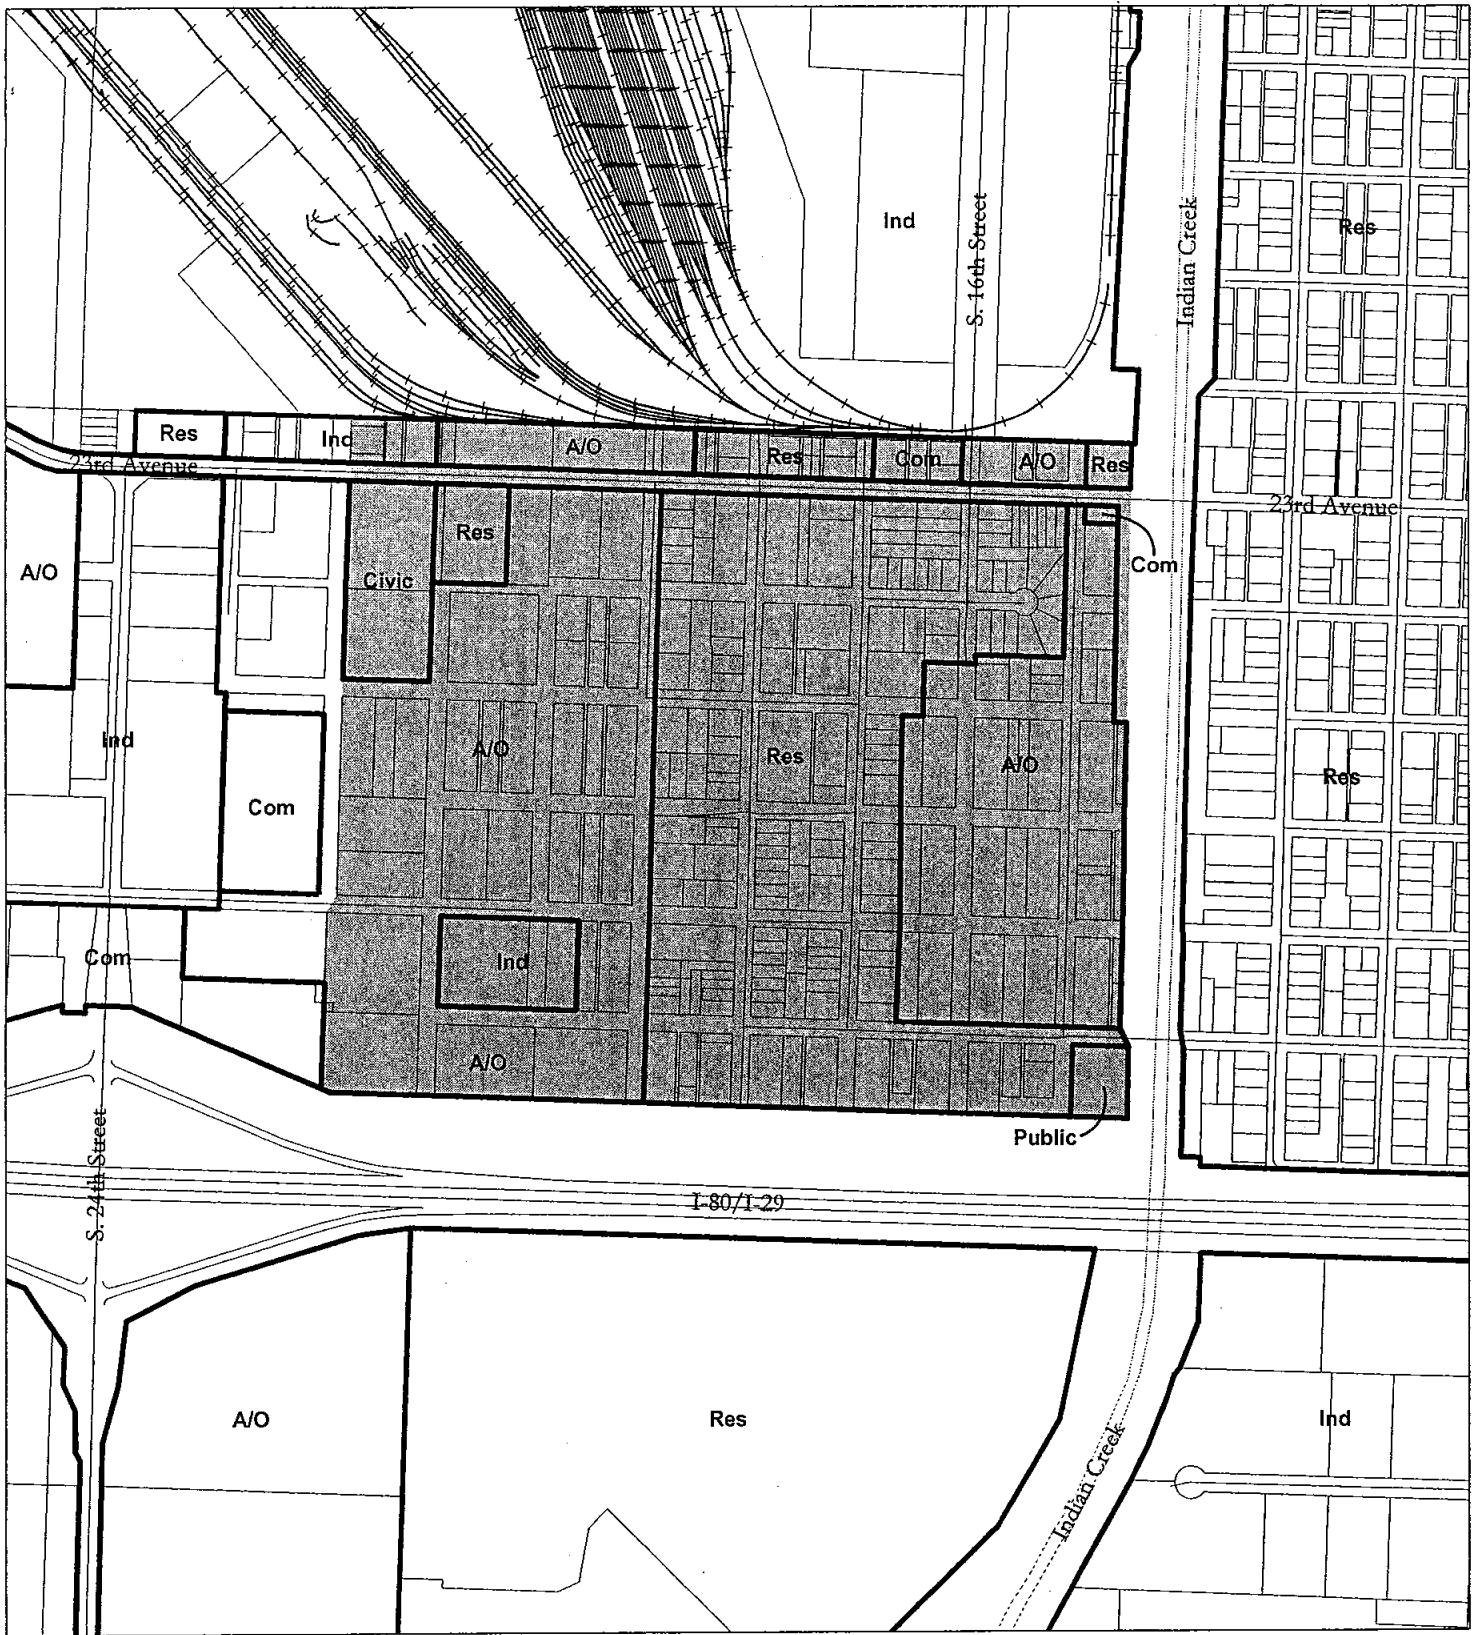 Ind
S. 16th Street
Indian Creek
Res
Res
Ind
A/O
Res
Com
A/O
Res
23rd Avenue
23rd Avenue
A/O
Civic
Res
Com
Ind
A/O
Res
A/O
Res
Com
Com
Ind
A/O
Public
S. 24th Street
I-80/I-29
A/O
Res
Ind
Indian Creek